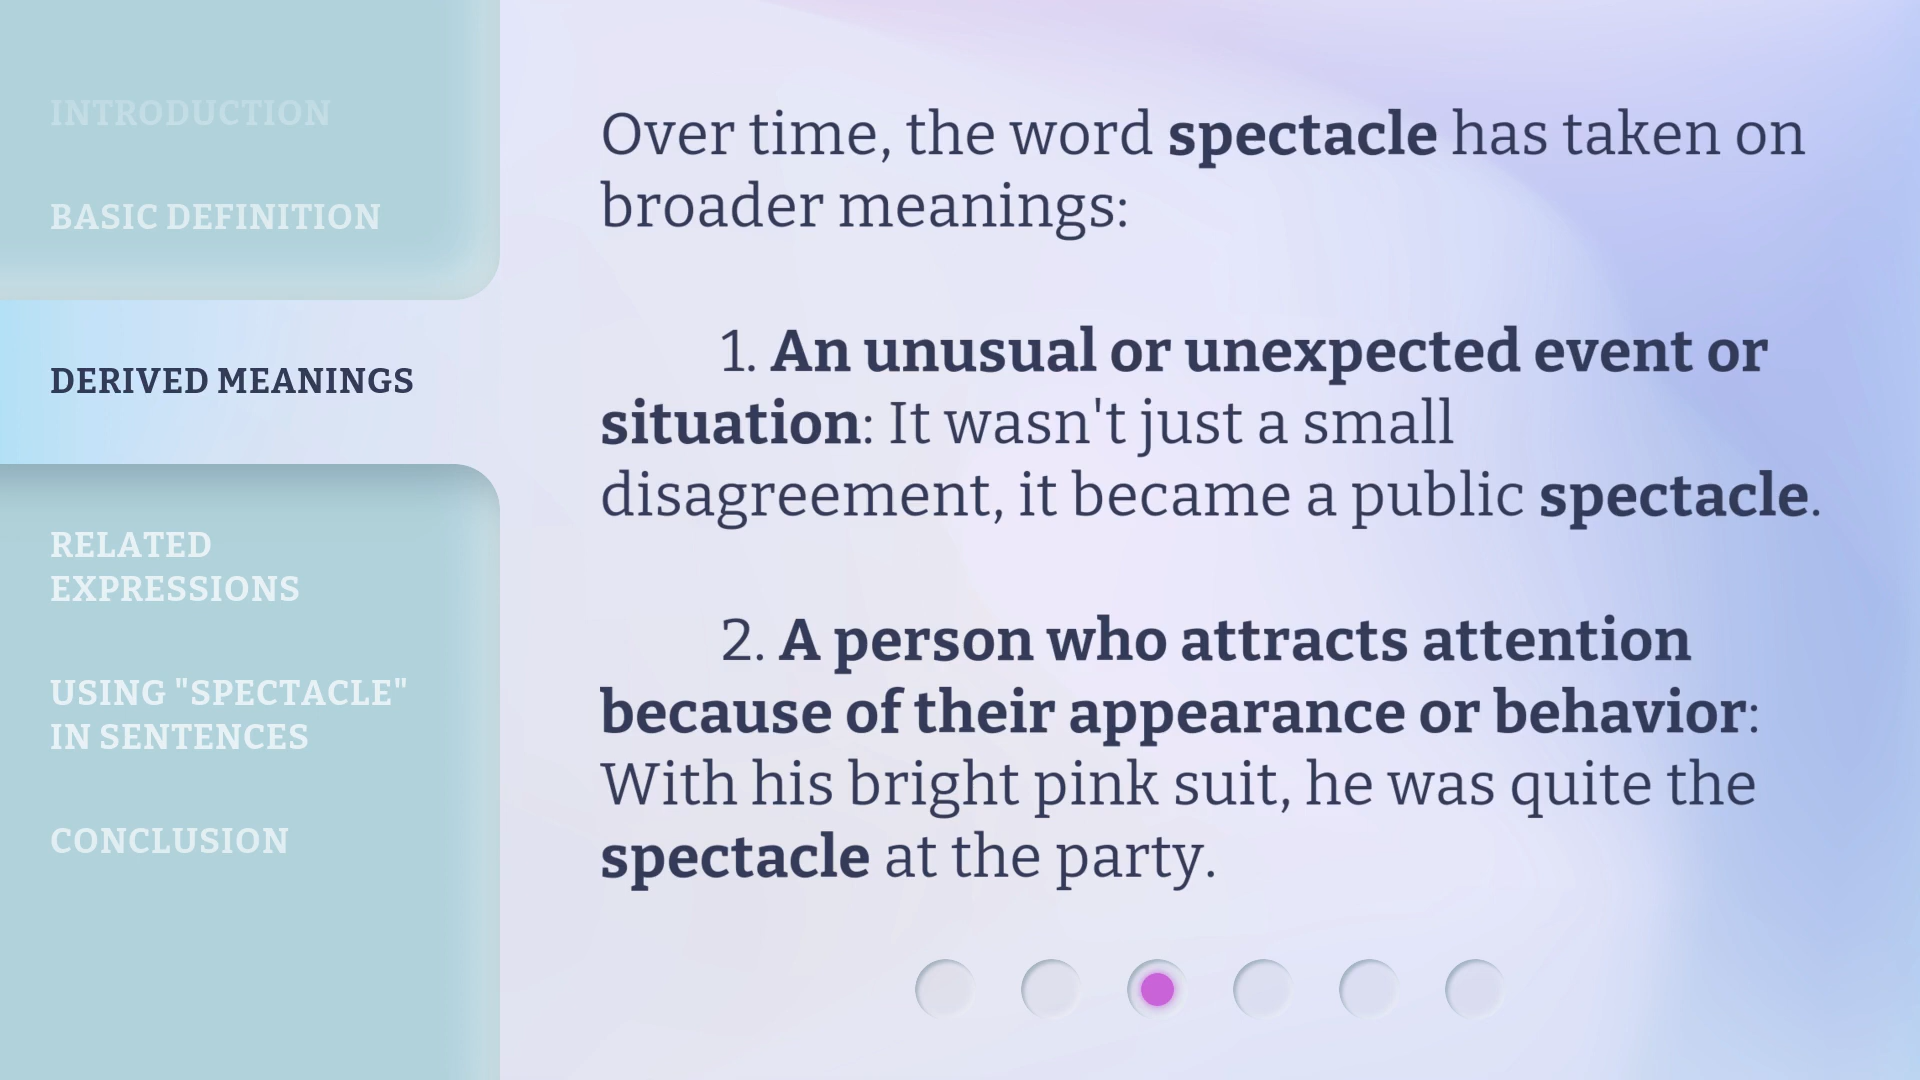 INTRODUCTION
BASIC DEFINITION
DERIVED MEANINGS
RELATED
EXPRESSIONS
USING "SPECTACLE"
IN SENTENCES
CONCLUSION
Over time, the word spectacle has taken on
broader meanings:
1. An unusual or unexpected event or
situation: It wasn't just a small
disagreement, it became a public spectacle.
2. A person who attracts attention
because of their appearance or behavior:
With his bright pink suit, he was quite the
spectacle at the party.